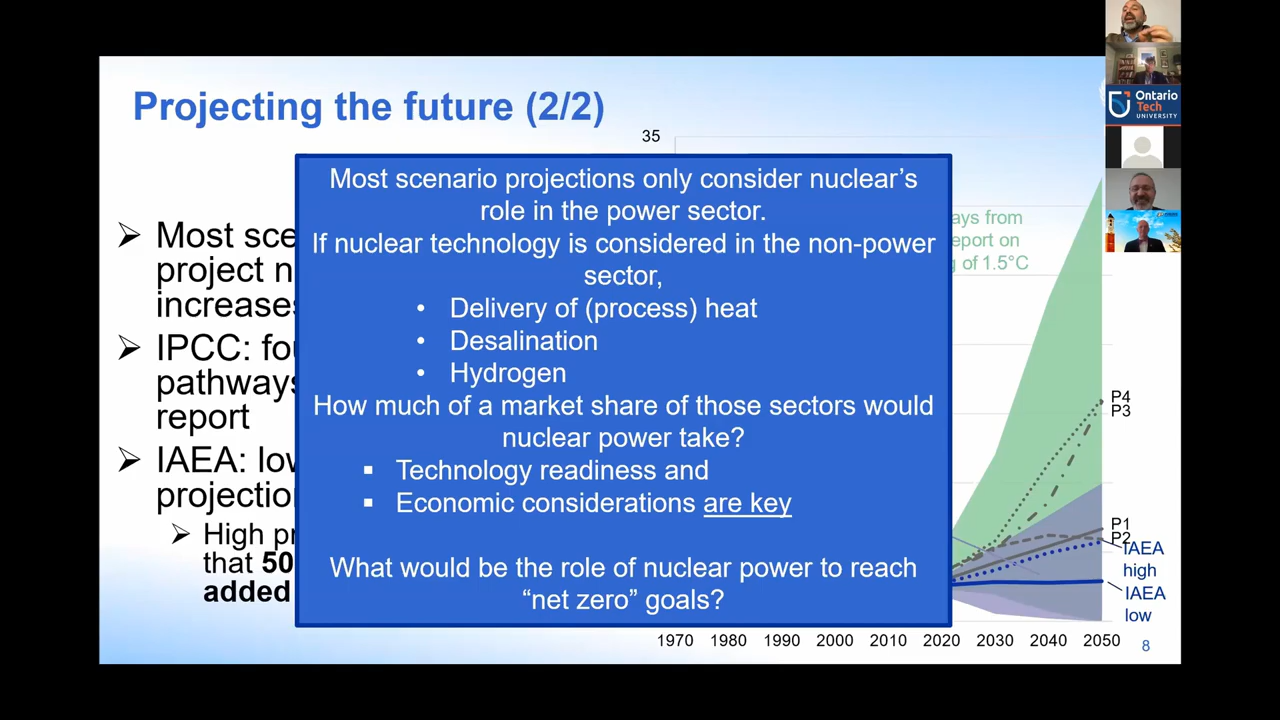 Projecting the future (2/2)
Most sce
project n
increases
IPCC: fo
pathways
report
IAEA: lo
projectio
High pr
that 50
added
Most scenario projections only consider nuclear’s
role in the power sector.
If nuclear technology is considered in the non-power
sector,
• Delivery of (process) heat
• Desalination
• Hydrogen
How much of a market share of those sectors would
nuclear power take?
▪ Technology readiness and
▪ Economic considerations are key
What would be the role of nuclear power to reach
“net zero” goals?
35
ays from
eport on
g of 1.5°C
P4
P3
P1
P2
IAEA
high
IAEA
low
1970 1980 1990 2000 2010 2020 2030 2040 2050
8
Ontario
Tech
UNIVERSITY